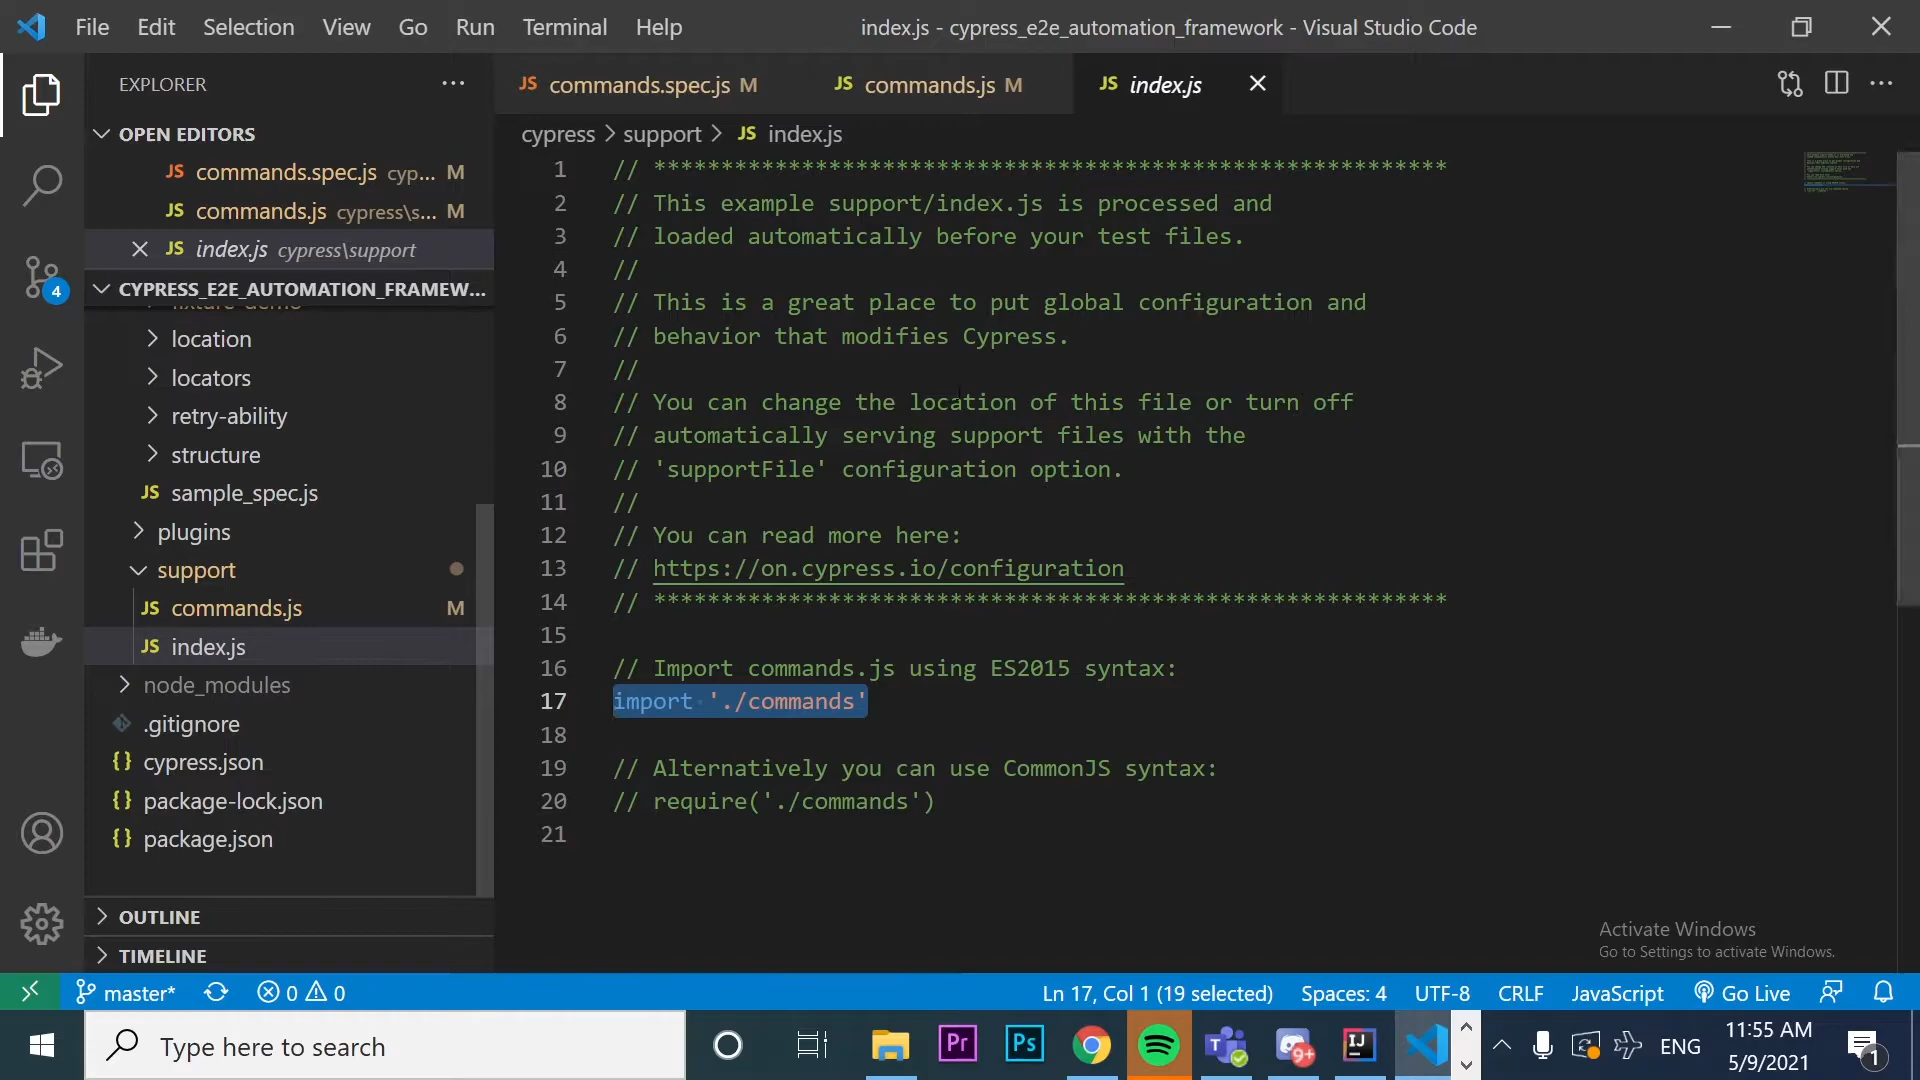 File Edit Selection View Go Run Terminal Help
index.js - cypress_e2e_automation_framework - Visual Studio Code
EXPLORER
OPEN EDITORS
JS commands.spec.js cyp... M
JS commands.js cypress\s... M
JS index.js cypress\support
CYPRESS_E2E_AUTOMATION_FRAMEW...
fixture-demo
location
locators
retry-ability
structure
JS sample_spec.js
plugins
support
JS commands.js M
JS index.js
node_modules
.gitignore
{} cypress.json
{} package-lock.json
{} package.json
OUTLINE
TIMELINE
4
JS commands.spec.js M
JS commands.js M
JS index.js
cypress > support > JS index.js
1 // ***********************************************************
2 // This example support/index.js is processed and
3 // loaded automatically before your test files.
4 //
5 // This is a great place to put global configuration and
6 // behavior that modifies Cypress.
7 //
8 // You can change the location of this file or turn off
9 // automatically serving support files with the
10 // 'supportFile' configuration option.
11 //
12 // You can read more here:
13 // https://on.cypress.io/configuration
14 // ***********************************************************
15
16 // Import commands.js using ES2015 syntax:
17 import './commands'
18
19 // Alternatively you can use CommonJS syntax:
20 // require('./commands')
21
Activate Windows
Go to Settings to activate Windows.
master* 0 0 Ln 17, Col 1 (19 selected) Spaces: 4 UTF-8 CRLF JavaScript Go Live
Type here to search
Pr Ps T 9+ IJ
ENG
11:55 AM
5/9/2021
1